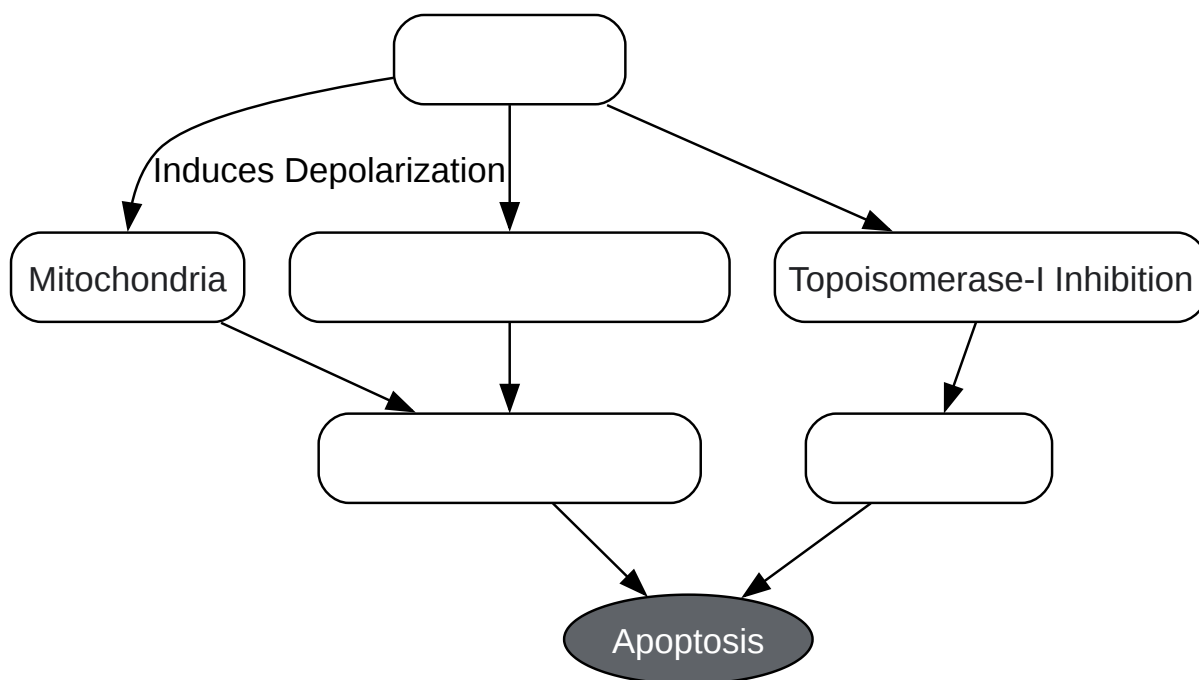 Induces Depolarization
Mitochondria
Topoisomerase-I Inhibition
Apoptosis